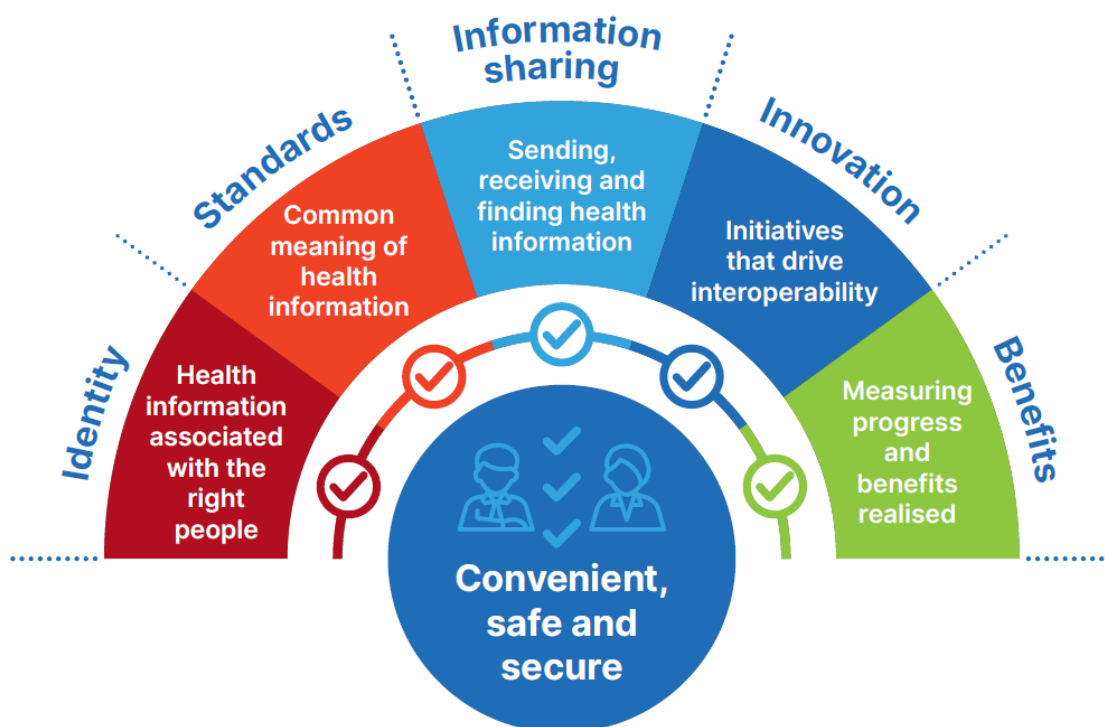 Identity
Health
information
associated
with the
right
people
Standards
Common
meaning of
health
information
Information
sharing
Sending,
receiving and
finding health
information
Innovation
Initiatives
that drive
interoperability
Benefits
Measuring
progress
and
benefits
realised
Convenient,
safe and
secure